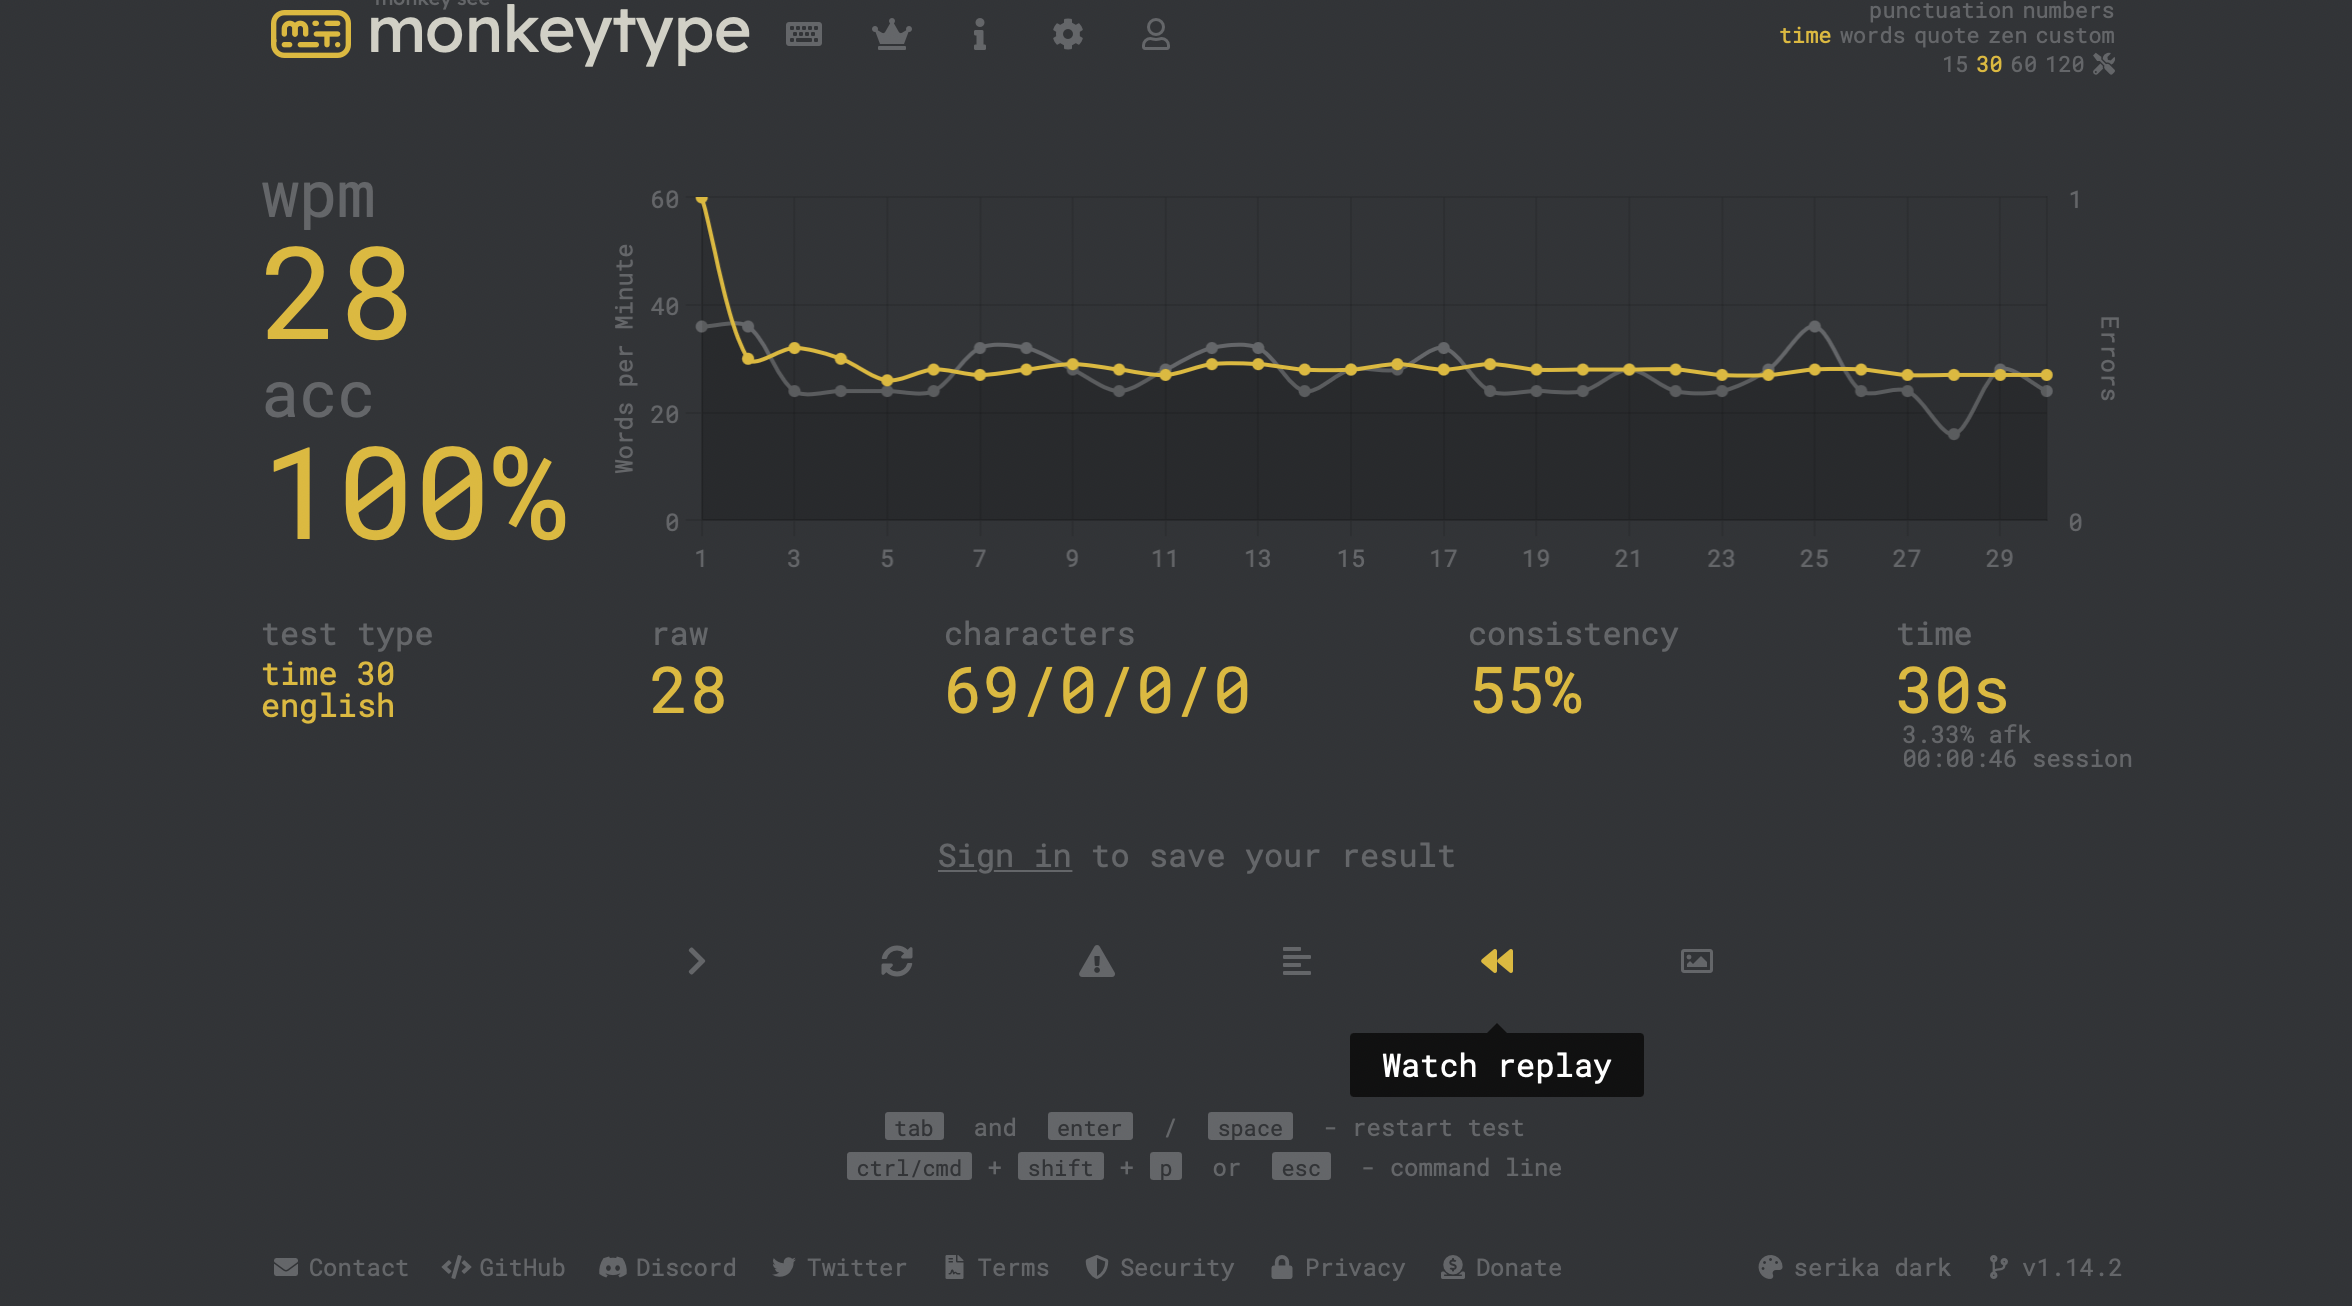 monkey see
monkeytype
punctuation numbers
time words quote zen custom
15 30 60 120
wpm
28
acc
100%
Words per Minute
60
40
20
0
1
0
Errors
1 3 5 7 9 11 13 15 17 19 21 23 25 27 29
test type
time 30
english
raw
28
characters
69/0/0/0
consistency
55%
time
30s
3.33% afk
00:00:46 session
Sign in to save your result
Watch replay
tab and enter / space - restart test
ctrl/cmd + shift + p or esc - command line
Contact GitHub Discord Twitter Terms Security Privacy Donate serika dark v1.14.2